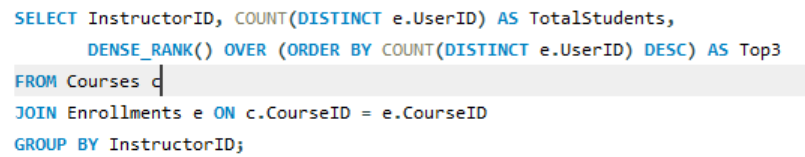 SELECT InstructorID, COUNT(DISTINCT e.UserID) AS TotalStudents,
DENSE_RANK() OVER (ORDER BY COUNT(DISTINCT e.UserID) DESC) AS Top3
FROM Courses c
JOIN Enrollments e ON c.CourseID = e.CourseID
GROUP BY InstructorID;